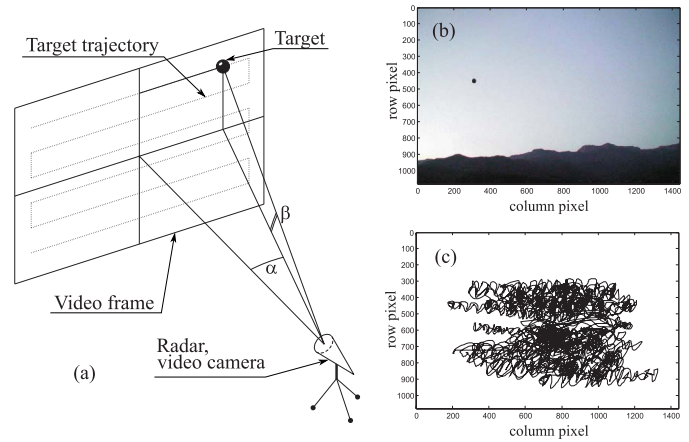 Target trajectory
Target
β
α
Video frame
Radar,
video camera
(a)
(b)
row pixel
0
100
200
300
400
500
600
700
800
900
1000
0 200 400 600 800 1000 1200 1400
column pixel
(c)
row pixel
0
100
200
300
400
500
600
700
800
900
1000
0 200 400 600 800 1000 1200 1400
column pixel